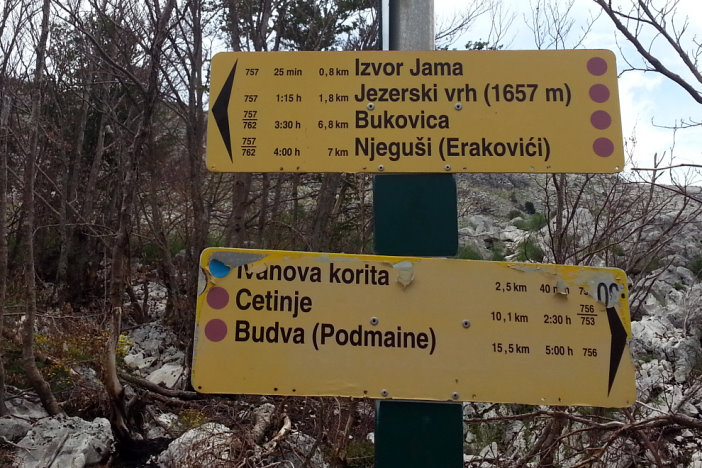 757 25 min 0,8 km Izvor Jama
757 1:15 h 1,8 km Jezerski vrh (1657 m)
757 762 3:30 h 6,8 km Bukovica
757 762 4:00 h 7 km Njeguši (Erakovići)
Ivanova korita 2,5 km 40
Cetinje 10,1 km 2:30 h 756 753
Budva (Podmaine) 15,5 km 5:00 h 756